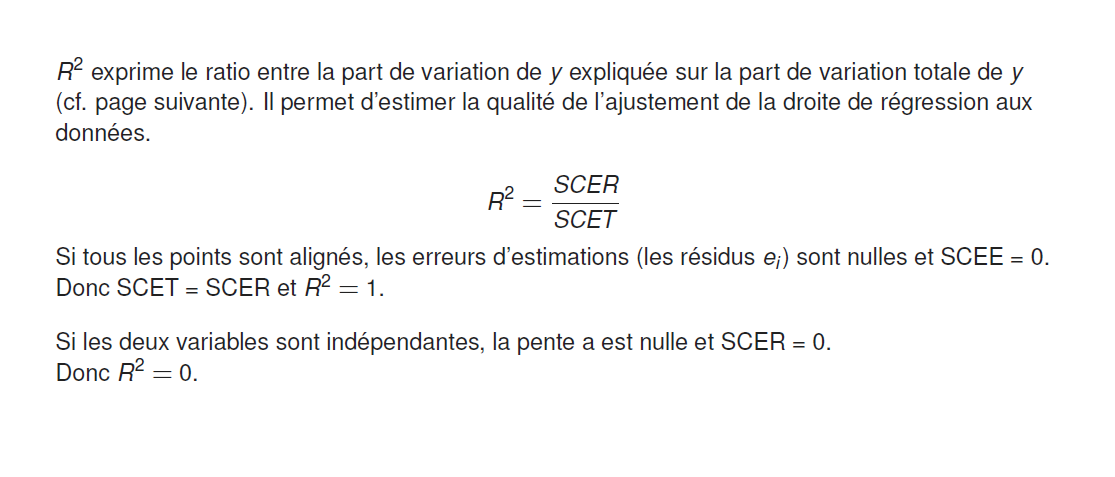 R² exprime le ratio entre la part de variation de y expliquée sur la part de variation totale de y
(cf. page suivante). Il permet d'estimer la qualité de l'ajustement de la droite de régression aux
données.
R² = SCER / SCET
Si tous les points sont alignés, les erreurs d'estimations (les résidus eᵢ) sont nulles et SCEE = 0.
Donc SCET = SCER et R² = 1.
Si les deux variables sont indépendantes, la pente a est nulle et SCER = 0.
Donc R² = 0.